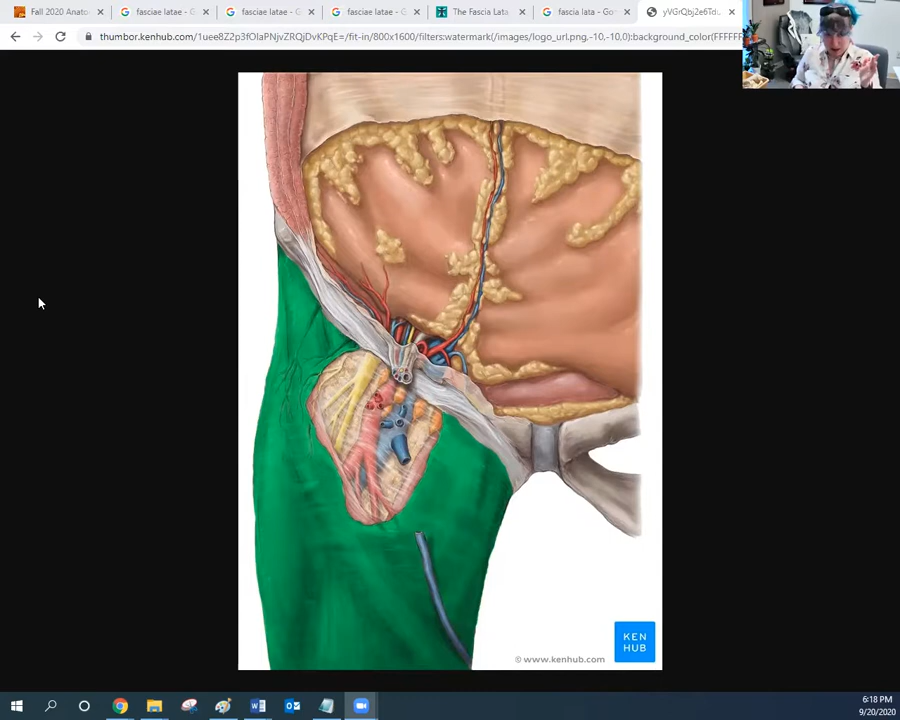 Fall 2020 Anato
fasciae latae - G
fasciae latae - G
fasciae latae - G
The Fascia Lata
fascia lata - Go
yVGrQbj2e6Tdu
thumbor.kenhub.com/1uee8Z2p3fOlaPNjvZRQjDvKPqE=/fit-in/800x1600/filters:watermark(/images/logo_url.png,-10,-10,0):background_color(FFFFFF
KEN
HUB
© www.kenhub.com
6:18 PM
9/20/2020